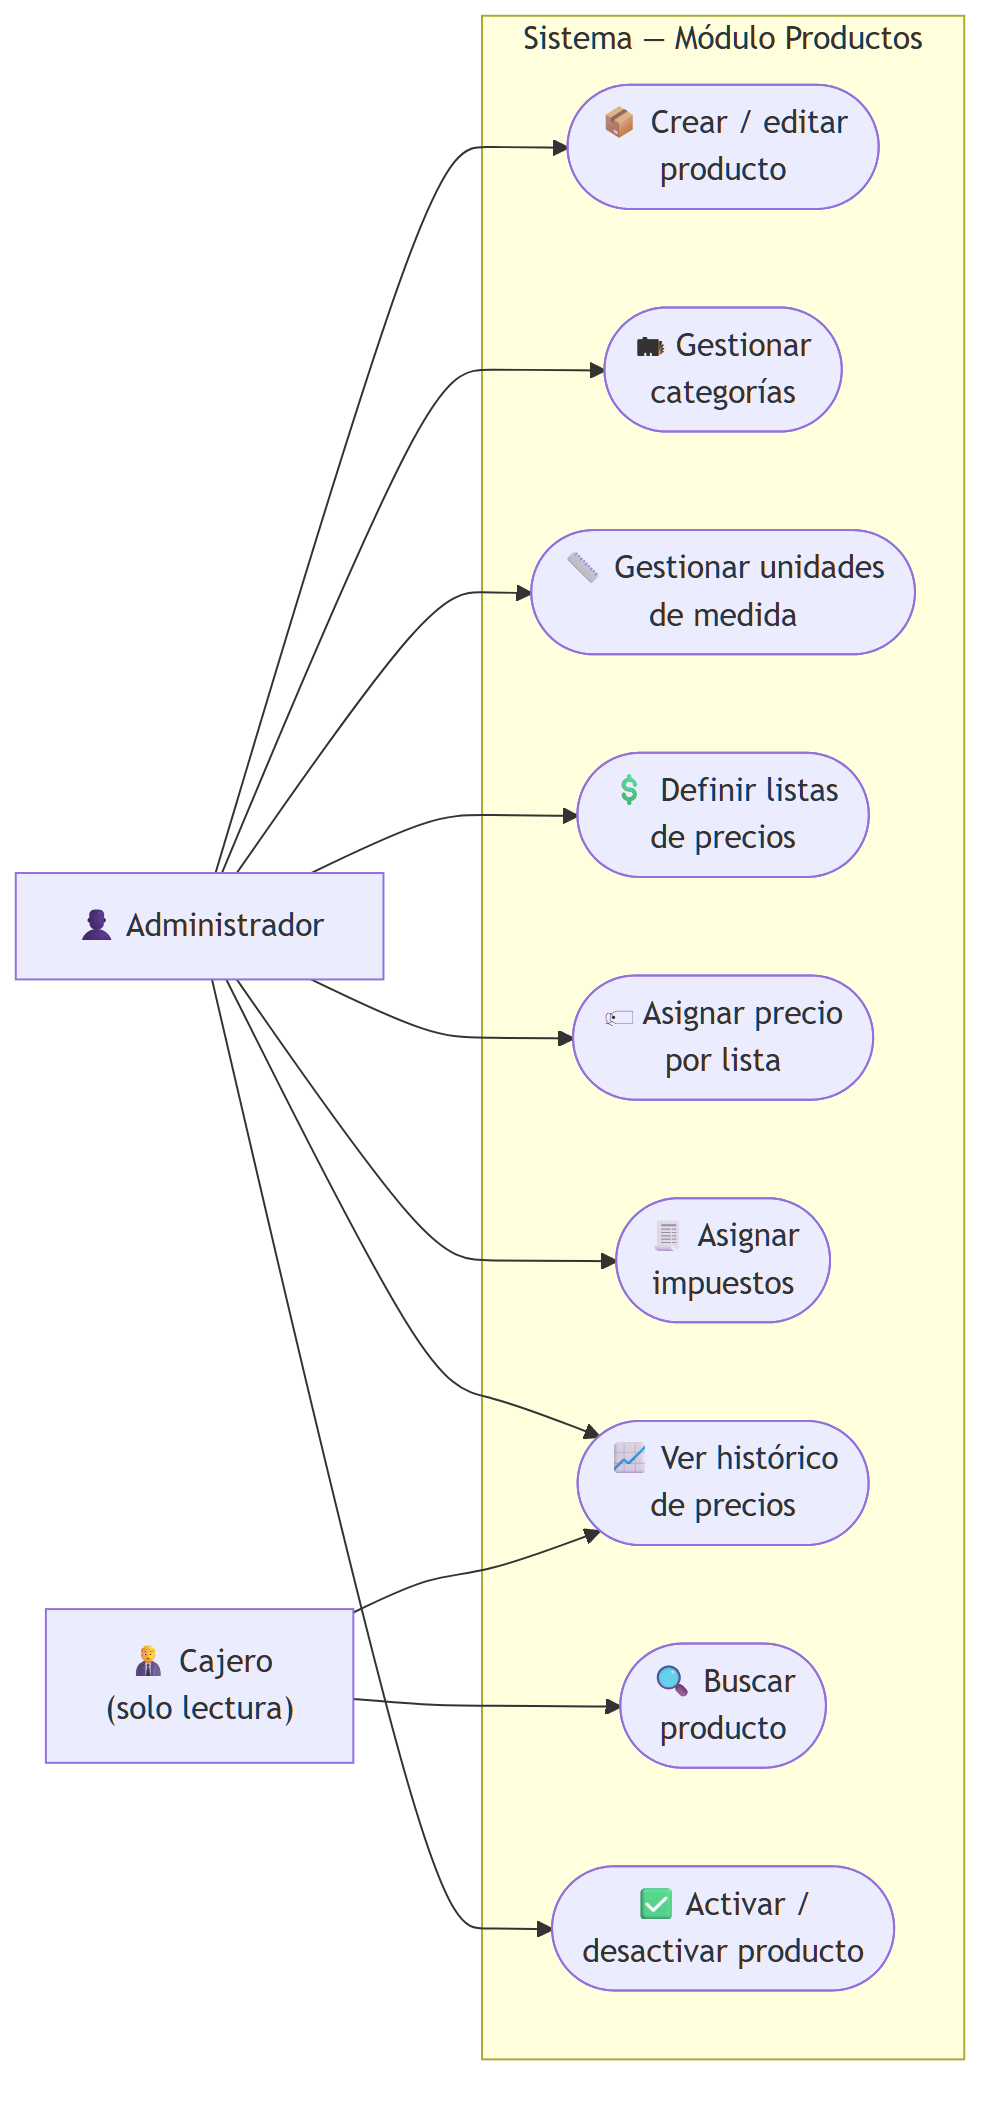 Sistema — Módulo Productos
📦 Crear / editar
producto
🗂 Gestionar
categorías
📏 Gestionar unidades
de medida
💲 Definir listas
de precios
👤 Administrador
🏷 Asignar precio
por lista
🧾 Asignar
impuestos
📈 Ver histórico
de precios
🧑‍💼 Cajero
(solo lectura)
🔍 Buscar
producto
✅ Activar /
desactivar producto